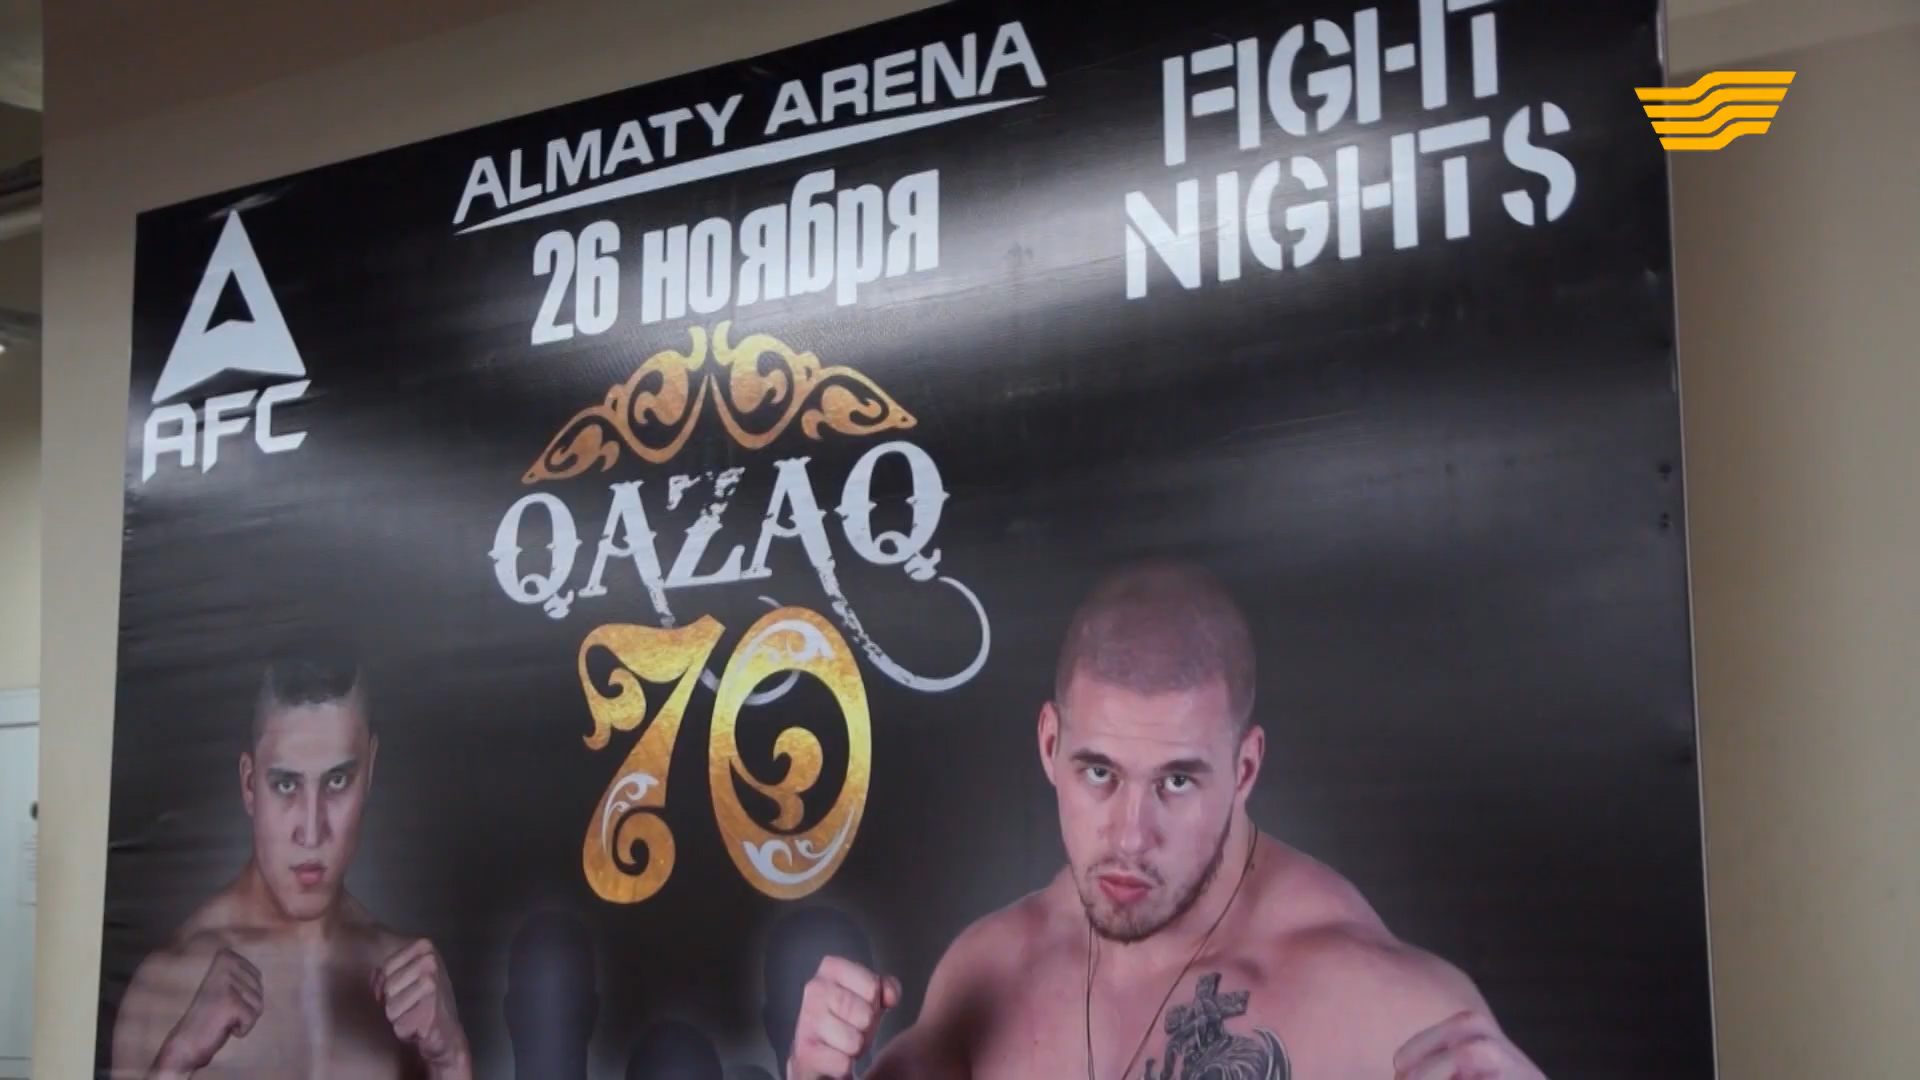 ALMATY ARENA
26 ноября
FIGHT
NIGHTS
AFC
QAZAQ
70